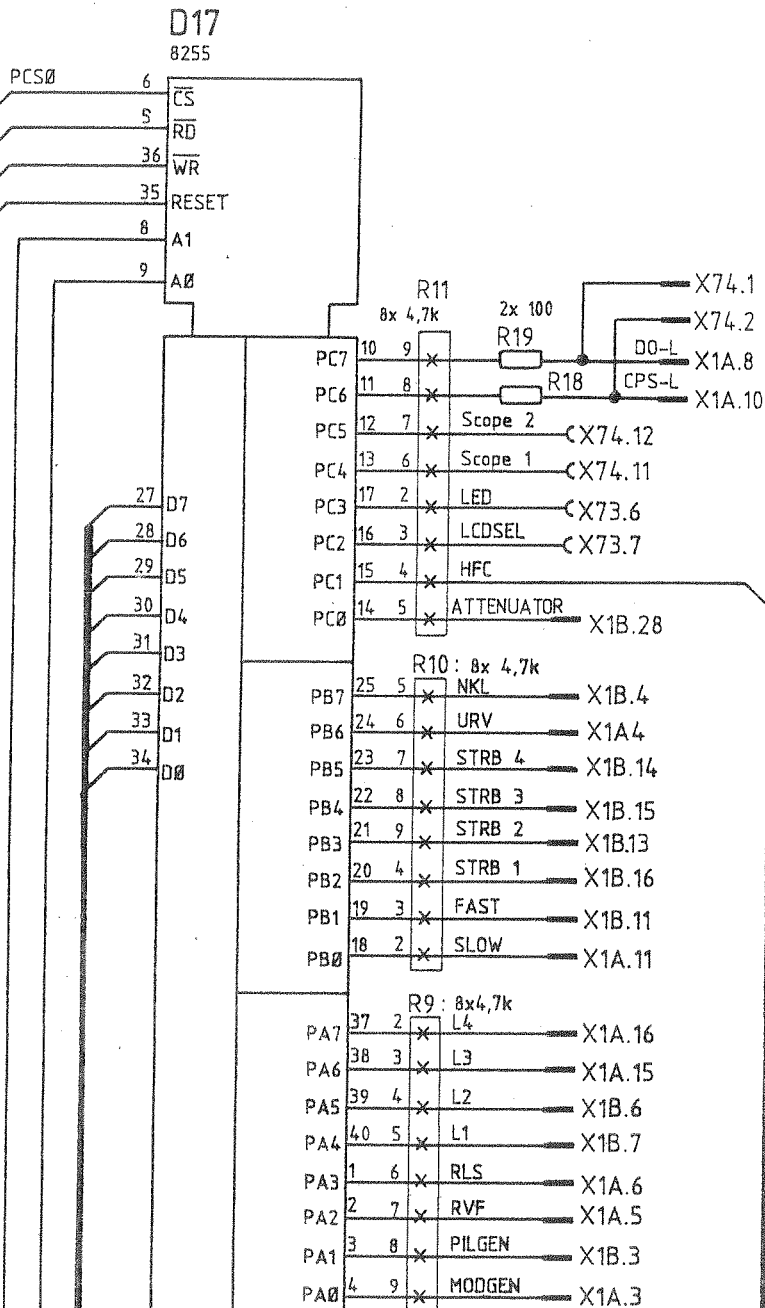 D17
8255
PCSØ 6 CS
5 RD
36 WR
35 RESET
8 A1
9 AØ
R11
8x 4,7k
2x 100
X74.1
X74.2
PC7 10 9 R19 DO-L X1A.8
PC6 11 8 R18 CPS-L X1A.10
PC5 12 7 Scope 2 X74.12
PC4 13 6 Scope 1 X74.11
PC3 17 2 LED X73.6
PC2 16 3 LCDSEL X73.7
PC1 15 4 HFC
PCØ 14 5 ATTENUATOR X1B.28
27 D7
28 D6
29 D5
30 D4
31 D3
32 D2
33 D1
34 DØ
R10: 8x 4,7k
PB7 25 5 NKL X1B.4
PB6 24 6 URV X1A4
PB5 23 7 STRB 4 X1B.14
PB4 22 8 STRB 3 X1B.15
PB3 21 9 STRB 2 X1B.13
PB2 20 4 STRB 1 X1B.16
PB1 19 3 FAST X1B.11
PBØ 18 2 SLOW X1A.11
R9: 8x4,7k
PA7 37 2 L4 X1A.16
PA6 38 3 L3 X1A.15
PA5 39 4 L2 X1B.6
PA4 40 5 L1 X1B.7
PA3 1 6 RLS X1A.6
PA2 2 7 RVF X1A.5
PA1 3 8 PILGEN X1B.3
PAØ 4 9 MODGEN X1A.3